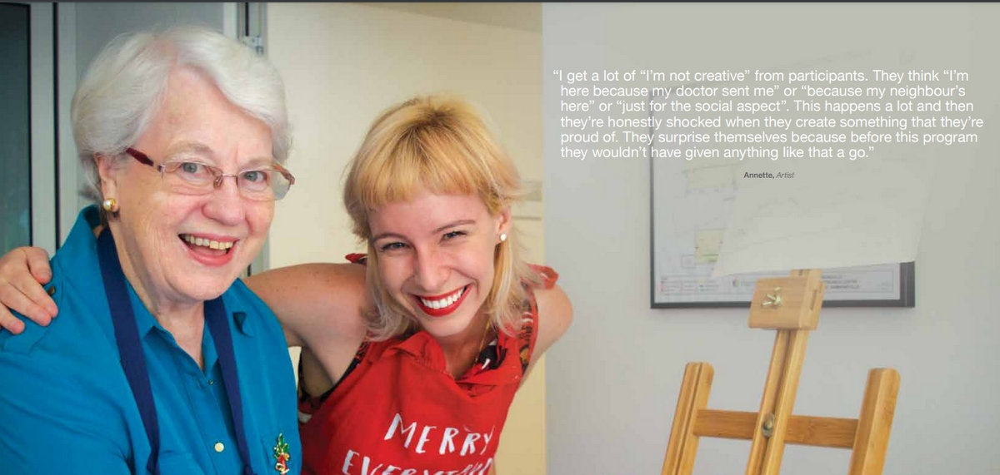 “I get a lot of “I’m not creative” from participants. They think “I’m
here because my doctor sent me” or “because my neighbour’s
here” or “just for the social aspect”. This happens a lot and then
they’re honestly shocked when they create something that they’re
proud of. They surprise themselves because before this program
they wouldn’t have given anything like that a go.”
Annette, Artist
MERRY